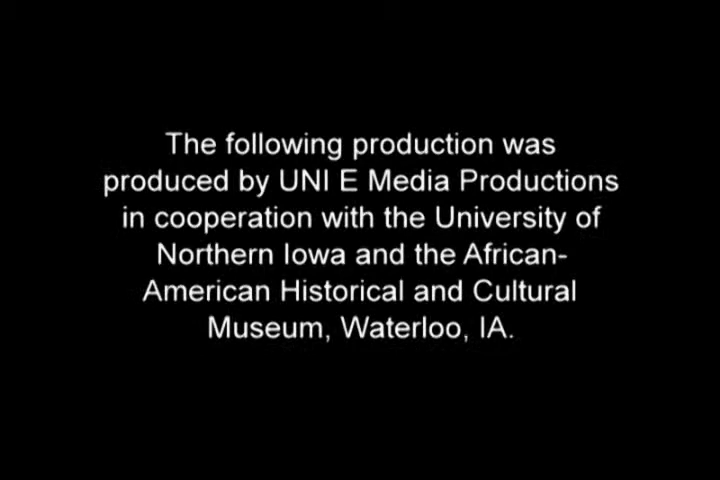 The following production was
produced by UNI E Media Productions
in cooperation with the University of
Northern Iowa and the African-
American Historical and Cultural
Museum, Waterloo, IA.